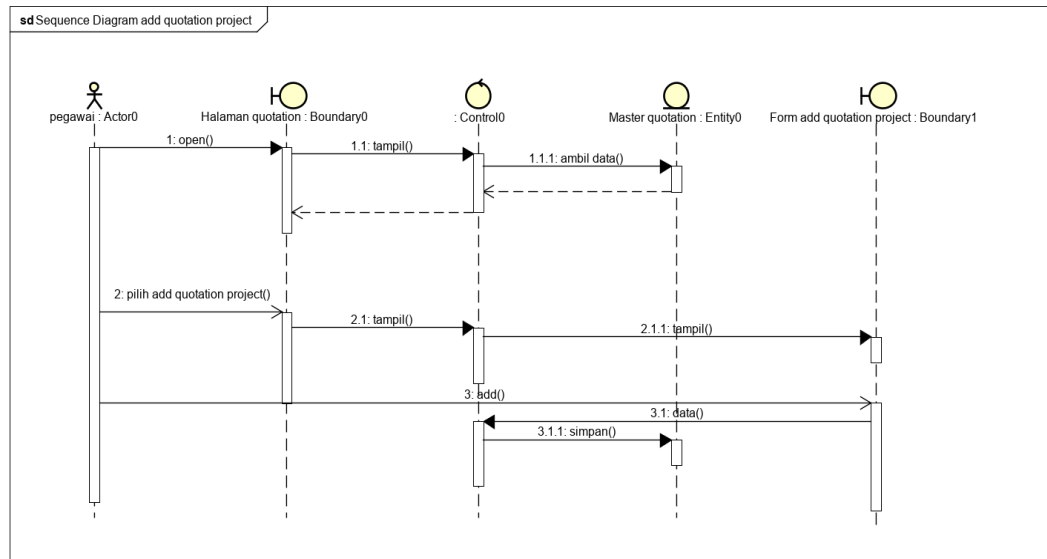 sd Sequence Diagram add quotation project
pegawai : Actor0
Halaman quotation : Boundary0
: Control0
Master quotation : Entity0
Form add quotation project : Boundary1
1: open()
1.1: tampil()
1.1.1: ambil data()
2: pilih add quotation project()
2.1: tampil()
2.1.1: tampil()
3: add()
3.1: data()
3.1.1: simpan()